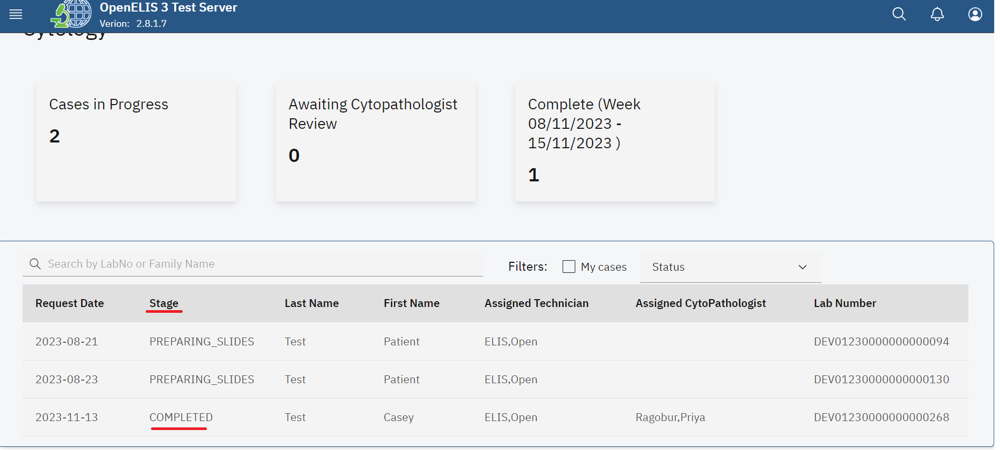 OpenELIS 3 Test Server
Verion: 2.8.1.7
Cytology
Cases in Progress
2
Awaiting Cytopathologist
Review
0
Complete (Week
08/11/2023 -
15/11/2023 )
1
Search by LabNo or Family Name
Filters: My cases Status
Request Date Stage Last Name First Name Assigned Technician Assigned CytoPathologist Lab Number
2023-08-21 PREPARING_SLIDES Test Patient ELIS,Open DEV01230000000000094
2023-08-23 PREPARING_SLIDES Test Patient ELIS,Open DEV01230000000000130
2023-11-13 COMPLETED Test Casey ELIS,Open Ragobur,Priya DEV01230000000000268